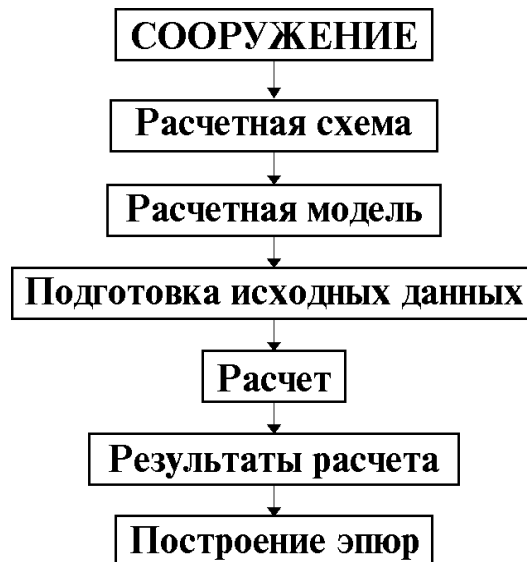 СООРУЖЕНИЕ
Расчетная схема
Расчетная модель
Подготовка исходных данных
Расчет
Результаты расчета
Построение эпюр